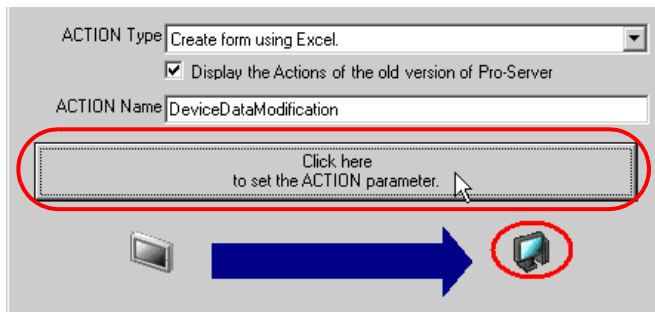 ACTION Type Create form using Excel.
Display the Actions of the old version of Pro-Server
ACTION Name DeviceDataModification
Click here
to set the ACTION parameter.